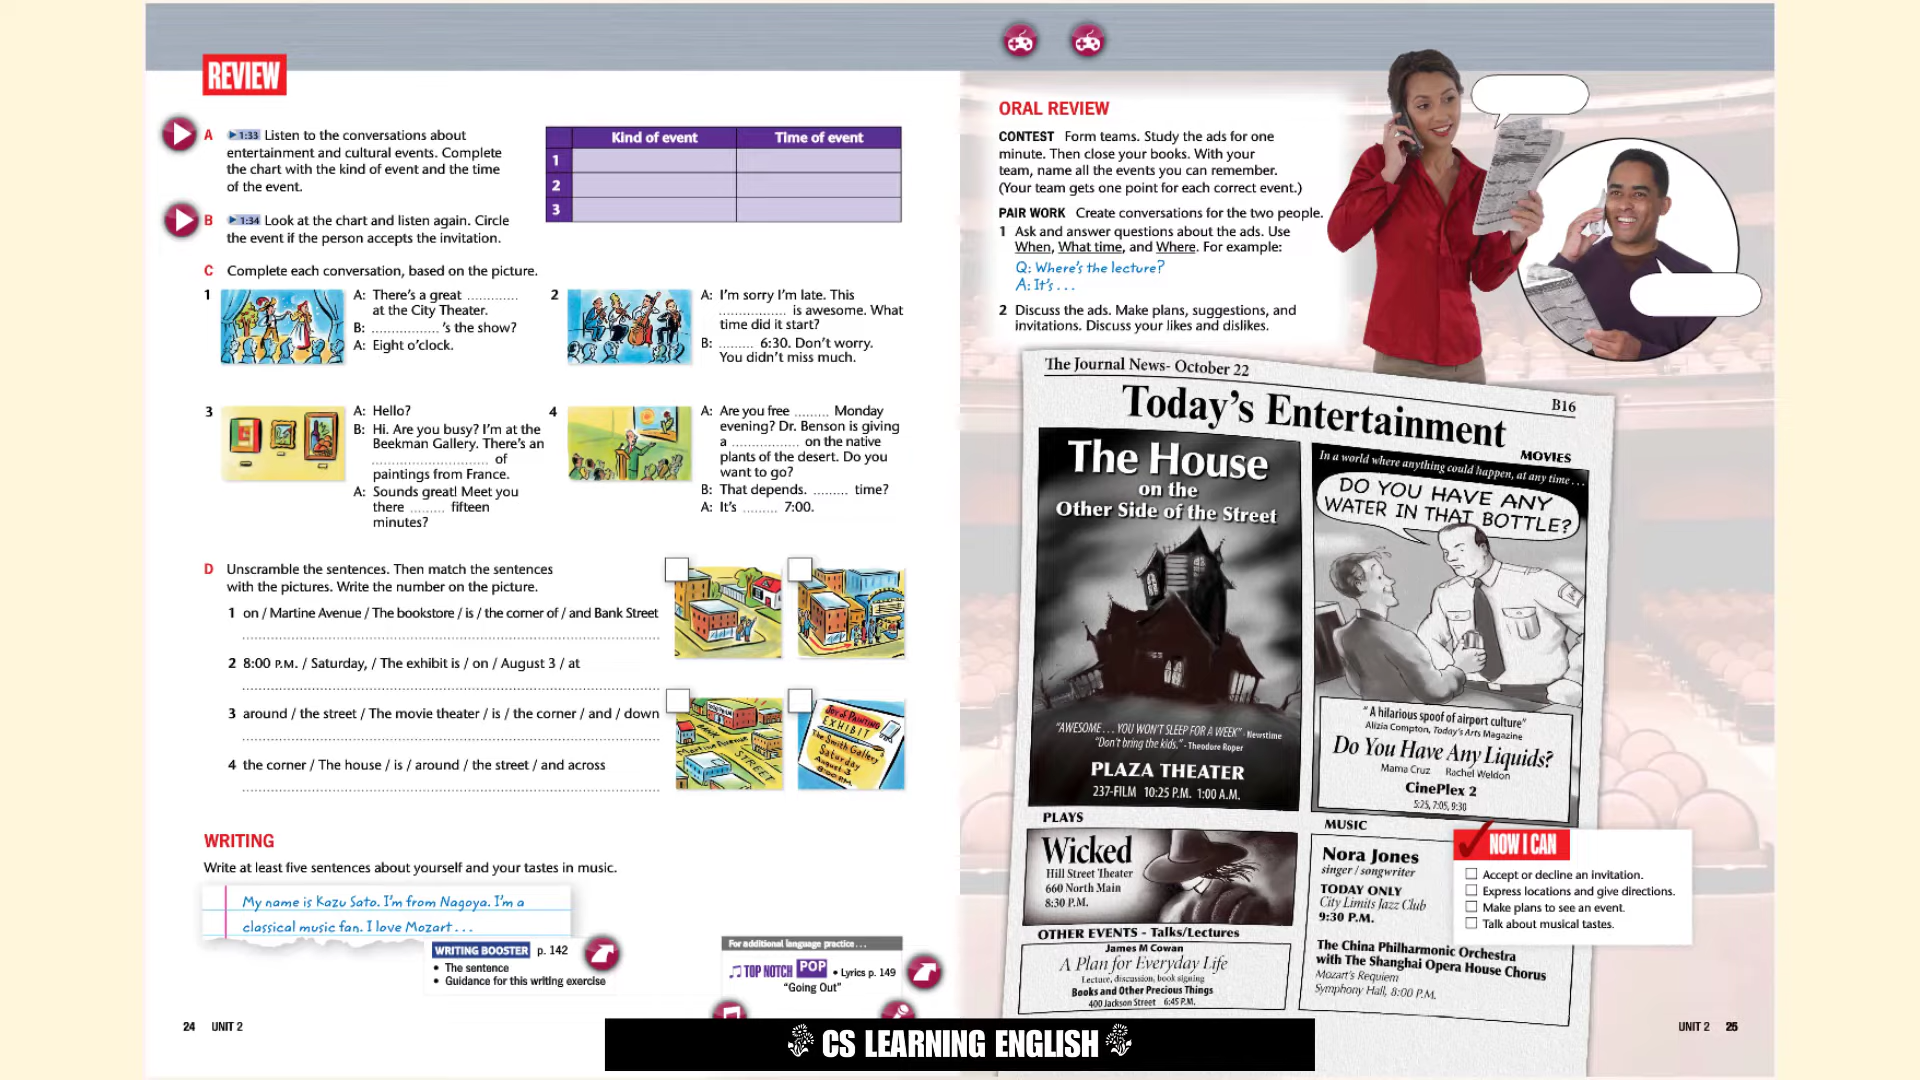 REVIEW
A 1:33 Listen to the conversations about
entertainment and cultural events. Complete
the chart with the kind of event and the time
of the event.
Kind of event Time of event
1
2
3
B 1:34 Look at the chart and listen again. Circle
the event if the person accepts the invitation.
C Complete each conversation, based on the picture.
1
A: There's a great .............
at the City Theater.
B: ................. 's the show?
A: Eight o'clock.
2
A: I'm sorry I'm late. This
................. is awesome. What
time did it start?
B: ......... 6:30. Don't worry.
You didn't miss much.
3
A: Hello?
B: Hi. Are you busy? I'm at the
Beekman Gallery. There's an
............................. of
paintings from France.
A: Sounds great! Meet you
there ......... fifteen
minutes?
4
A: Are you free ......... Monday
evening? Dr. Benson is giving
a ................. on the native
plants of the desert. Do you
want to go?
B: That depends. ......... time?
A: It's ......... 7:00.
D Unscramble the sentences. Then match the sentences
with the pictures. Write the number on the picture.
1 on / Martine Avenue / The bookstore / is / the corner of / and Bank Street
2 8:00 P.M. / Saturday, / The exhibit is / on / August 3 / at
3 around / the street / The movie theater / is / the corner / and / down
4 the corner / The house / is / around / the street / and across
MARTINE AVENUE
STREET
Joy of Painting
EXHIBIT
The Smith Gallery
Saturday
August 3
8:00 P.M.
WRITING
Write at least five sentences about yourself and your tastes in music.
My name is Kazu Sato. I'm from Nagoya. I'm a
classical music fan. I love Mozart . . .
WRITING BOOSTER p. 142
• The sentence
• Guidance for this writing exercise
For additional language practice . . .
TOP NOTCH POP • Lyrics p. 149
"Going Out"
24 UNIT 2
ORAL REVIEW
CONTEST Form teams. Study the ads for one
minute. Then close your books. With your
team, name all the events you can remember.
(Your team gets one point for each correct event.)
PAIR WORK Create conversations for the two people.
1 Ask and answer questions about the ads. Use
When, What time, and Where. For example:
Q: Where's the lecture?
A: It's . . .
2 Discuss the ads. Make plans, suggestions, and
invitations. Discuss your likes and dislikes.
The Journal News- October 22
B16
Today's Entertainment
MOVIES
The House
on the
Other Side of the Street
"AWESOME . . . YOU WON'T SLEEP FOR A WEEK" - Newstime
"Don't bring the kids." - Theodore Roper
PLAZA THEATER
237-FILM 10:25 P.M. 1:00 A.M.
In a world where anything could happen, at any time . . .
DO YOU HAVE ANY
WATER IN THAT BOTTLE?
"A hilarious spoof of airport culture"
Alizia Compton, Today's Arts Magazine
Do You Have Any Liquids?
Mama Cruz Rachel Weldon
CinePlex 2
5:25, 7:05, 9:30
PLAYS
Wicked
Hill Street Theater
660 North Main
8:30 P.M.
OTHER EVENTS - Talks/Lectures
James M Cowan
A Plan for Everyday Life
Lecture, discussion, book signing
Books and Other Precious Things
400 Jackson Street 6:45 P.M.
MUSIC
Nora Jones
singer / songwriter
TODAY ONLY
City Limits Jazz Club
9:30 P.M.
The China Philharmonic Orchestra
with The Shanghai Opera House Chorus
Mozart's Requiem
Symphony Hall, 8:00 P.M.
NOW I CAN
Accept or decline an invitation.
Express locations and give directions.
Make plans to see an event.
Talk about musical tastes.
UNIT 2 25
CS LEARNING ENGLISH